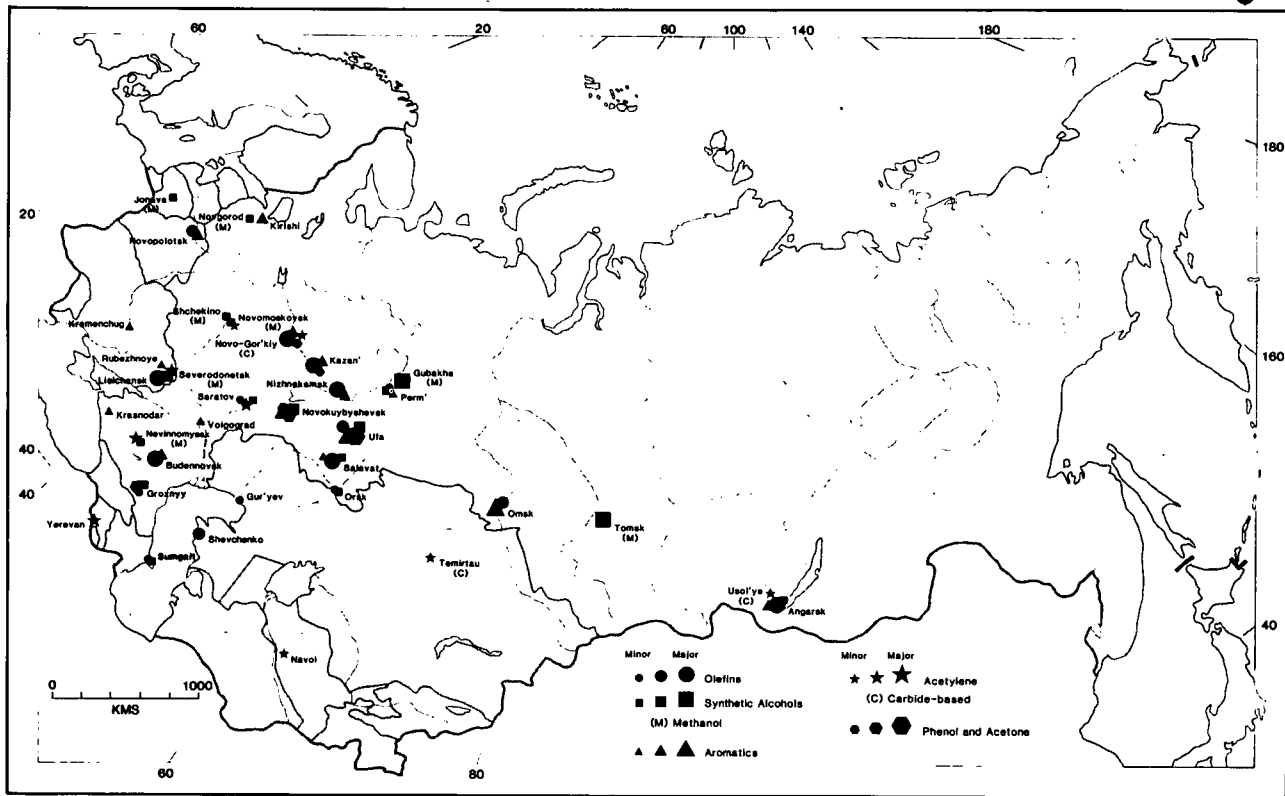 60 20 60 100 140 180
180
20
160
40
40
40
60 80
Jonava
(M)
Novgorod
(M)
Kirishi
Novopolotsk
Shchekino
(M)
Novomoskovsk
(M)
Kremenchug
Novo-Gor'kiy
(C)
Rubezhnoye
Kazan'
Lisichansk
Severodonetsk
(M)
Nizhnekamsk
Gubakha
(M)
Perm'
Saratov
Krasnodar
Novokuybyshevsk
Volgograd
Nevinnomyssk
(M)
Ufa
Budennovsk
Salavat
Groznyy
Gur'yev
Orsk
Omsk
Yerevan
Shevchenko
Tomsk
(M)
Sumgait
Temirtau
(C)
Usol'ye
(C)
Angarsk
Navoi
0 1000
KMS
Minor Major
Olefins
Synthetic Alcohols
(M) Methanol
Aromatics
Minor Major
Acetylene
(C) Carbide-based
Phenol and Acetone